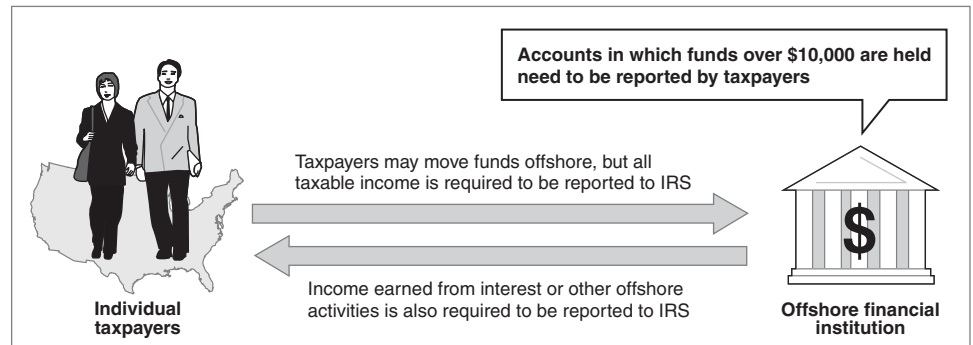 Accounts in which funds over $10,000 are held
need to be reported by taxpayers
Taxpayers may move funds offshore, but all
taxable income is required to be reported to IRS
$
Income earned from interest or other offshore
activities is also required to be reported to IRS
Individual
taxpayers
Offshore financial
institution